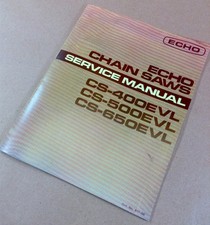 ECHO
ECHO
CHAIN SAWS
SERVICE MANUAL
CS-400EVL
CS-500EVL
CS-650EVL